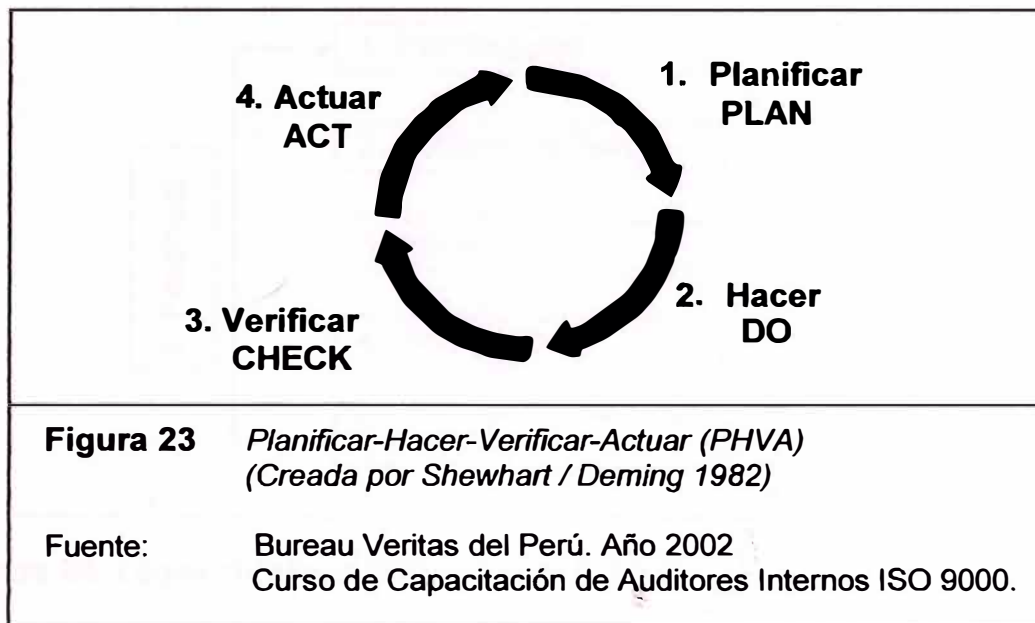 1. Planificar
PLAN
2. Hacer
DO
3. Verificar
CHECK
4. Actuar
ACT
Figura 23 Planificar-Hacer-Verificar-Actuar (PHVA)
(Creada por Shewhart / Deming 1982)
Fuente: Bureau Veritas del Perú. Año 2002
Curso de Capacitación de Auditores Internos ISO 9000.